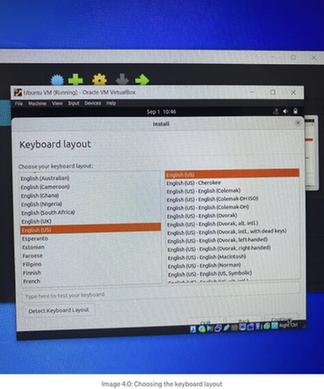 Ubuntu VM [Running] - Oracle VM VirtualBox
File Machine View Input Devices Help
Sep 1 10:46
Install
Keyboard layout
Choose your keyboard layout:
English (Australian)
English (Cameroon)
English (Ghana)
English (Nigeria)
English (South Africa)
English (UK)
English (US)
Esperanto
Estonian
Faroese
Filipino
Finnish
French
English (US)
English (US) - Cherokee
English (US) - English (Colemak)
English (US) - English (Colemak-DH ISO)
English (US) - English (Colemak-DH)
English (US) - English (Dvorak)
English (US) - English (Dvorak, alt. intl.)
English (US) - English (Dvorak, intl., with dead keys)
English (US) - English (Dvorak, left-handed)
English (US) - English (Dvorak, right-handed)
English (US) - English (Macintosh)
English (US) - English (Norman)
English (US) - English (US, Symbolic)
Type here to test your keyboard
Detect Keyboard Layout
Quit Back Continue
Right Ctrl
Image 4.0: Choosing the keyboard layout